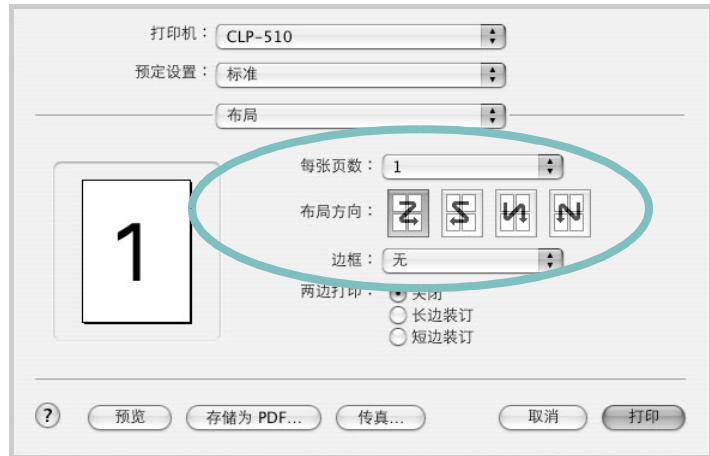 打印机： CLP-510
预定设置： 标准
布局
每张页数： 1
布局方向：
边框： 无
两边打印： 关闭
长边装订
短边装订
1
? 预览 存储为 PDF... 传真... 取消 打印